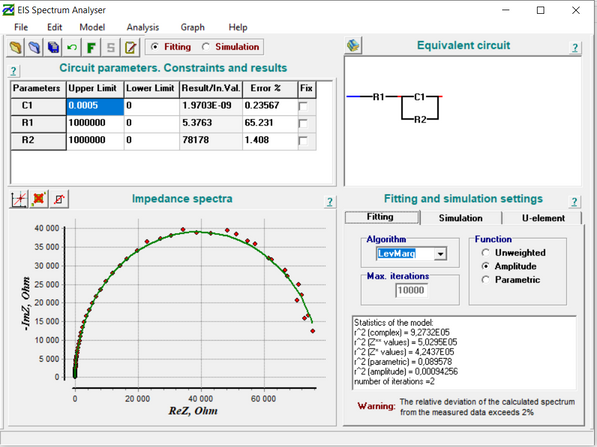 EIS Spectrum Analyser
File Edit Model Analysis Graph Help
F S Fitting Simulation
? Circuit parameters. Constraints and results
Parameters Upper Limit Lower Limit Result/In.Val. Error % Fix
C1 0.0005 0 1.9703E-09 0.23567
R1 1000000 0 5.3763 65.231
R2 1000000 0 78178 1.408
Equivalent circuit ?
R1 C1
R2
Impedance spectra ?
40 000
35 000
30 000
25 000
20 000
15 000
10 000
5 000
0
-ImZ, Ohm
0 20 000 40 000 60 000
ReZ, Ohm
Fitting and simulation settings ?
Fitting Simulation U-element
Algorithm
LevMarq
Max. iterations
10000
Function
Unweighted
Amplitude
Parametric
Statistics of the model:
r^2 (complex) = 9,2732E05
r^2 (Z'' values) = 5,0295E05
r^2 (Z' values) = 4,2437E05
r^2 (parametric) = 0,089578
r^2 (amplitude) = 0,00094256
number of iterations =2
Warning: The relative deviation of the calculated spectrum
from the measured data exceeds 2%